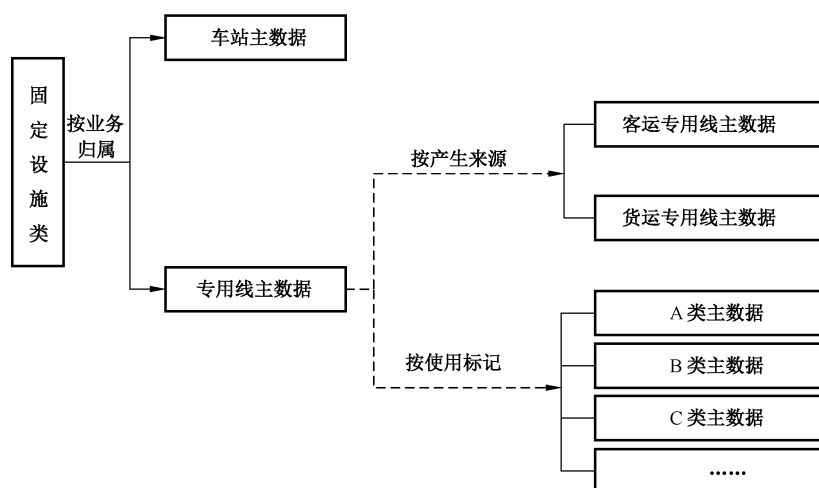 固定设施类
按业务
归属
车站主数据
专用线主数据
按产生来源
客运专用线主数据
货运专用线主数据
按使用标记
A 类主数据
B 类主数据
C 类主数据
……